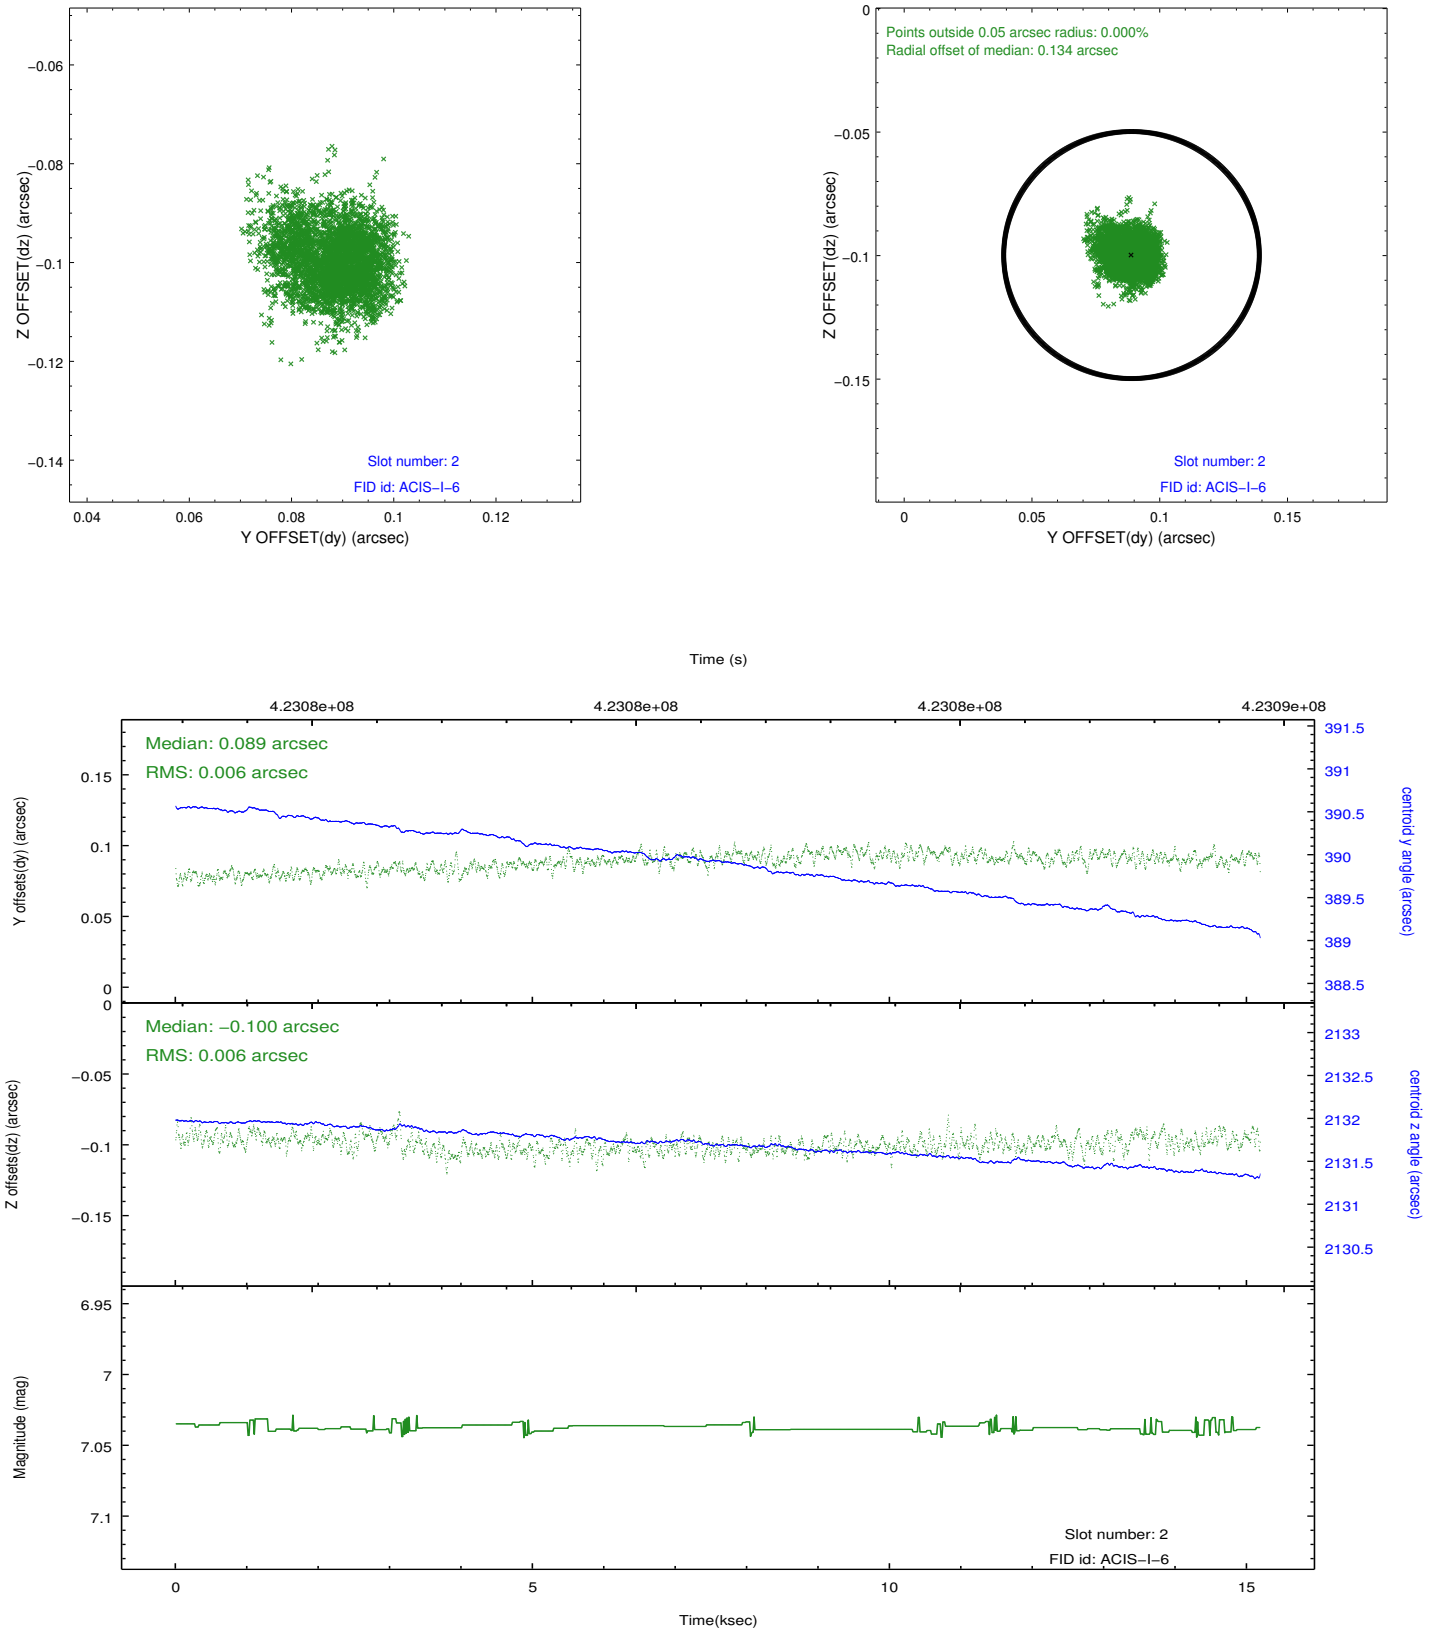 −0.06
−0.08
−0.1
−0.12
−0.14
Z OFFSET(dz) (arcsec)
Slot number: 2
FID id: ACIS−I−6
0.04
0.06
0.08
0.1
0.12
Y OFFSET(dy) (arcsec)
0
−0.05
−0.1
−0.15
Z OFFSET(dz) (arcsec)
Points outside 0.05 arcsec radius: 0.000%
Radial offset of median: 0.134 arcsec
Slot number: 2
FID id: ACIS−I−6
0
0.05
0.1
0.15
Y OFFSET(dy) (arcsec)
Time (s)
4.2308e+08
4.2308e+08
4.2308e+08
4.2309e+08
Median: 0.089 arcsec
RMS: 0.006 arcsec
0.15
0.1
0.05
0
Y offsets(dy) (arcsec)
391.5
391
390.5
390
389.5
389
388.5
centroid y angle (arcsec)
Median: −0.100 arcsec
RMS: 0.006 arcsec
0
−0.05
−0.1
−0.15
Z offsets(dz) (arcsec)
2133
2132.5
2132
2131.5
2131
2130.5
centroid z angle (arcsec)
6.95
7
7.05
7.1
Magnitude (mag)
Slot number: 2
FID id: ACIS−I−6
0
5
10
15
Time(ksec)